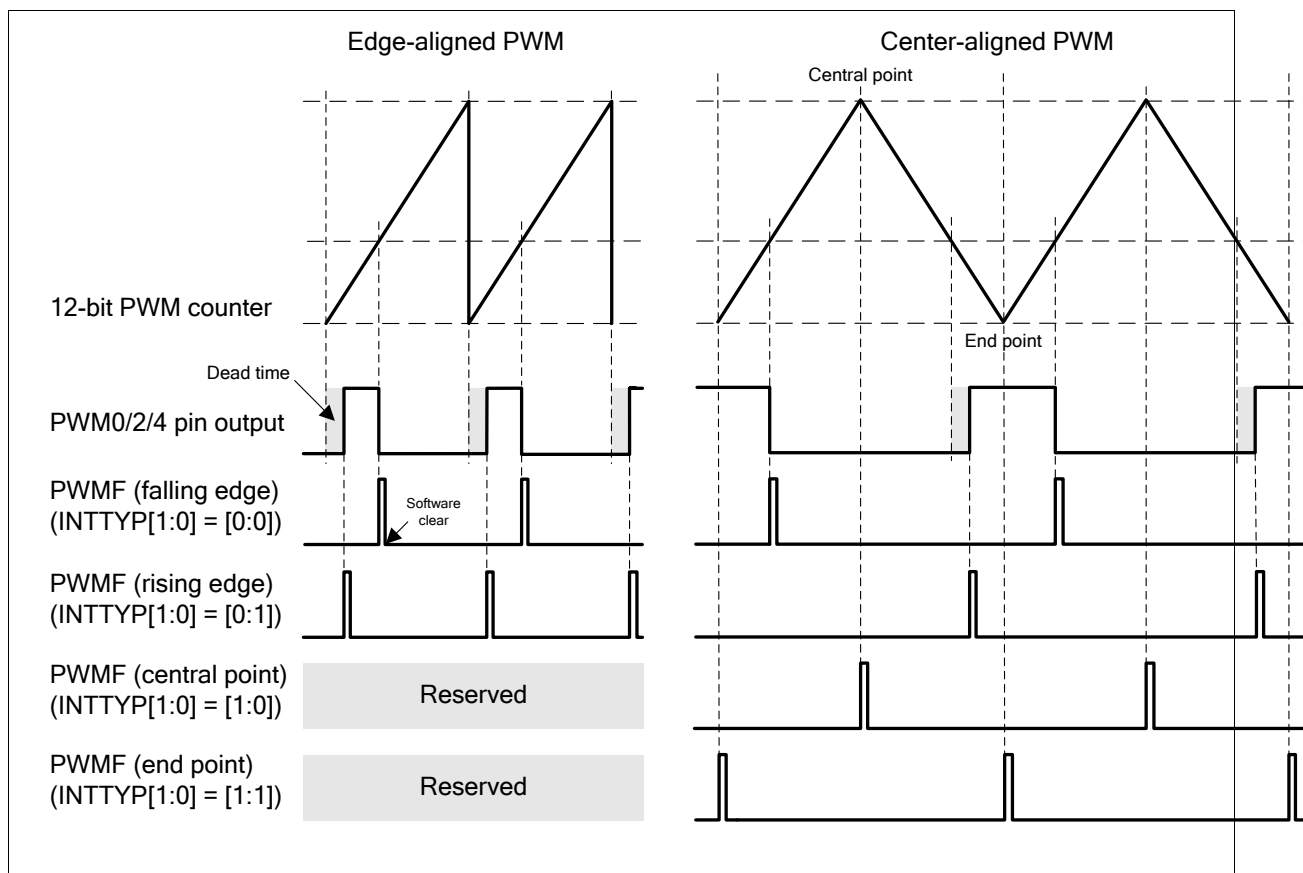 Edge-aligned PWM
Center-aligned PWM
Central point
12-bit PWM counter
End point
Dead time
PWM0/2/4 pin output
PWMF (falling edge)
(INTTYP[1:0] = [0:0])
Software
clear
PWMF (rising edge)
(INTTYP[1:0] = [0:1])
PWMF (central point)
(INTTYP[1:0] = [1:0])
Reserved
PWMF (end point)
(INTTYP[1:0] = [1:1])
Reserved